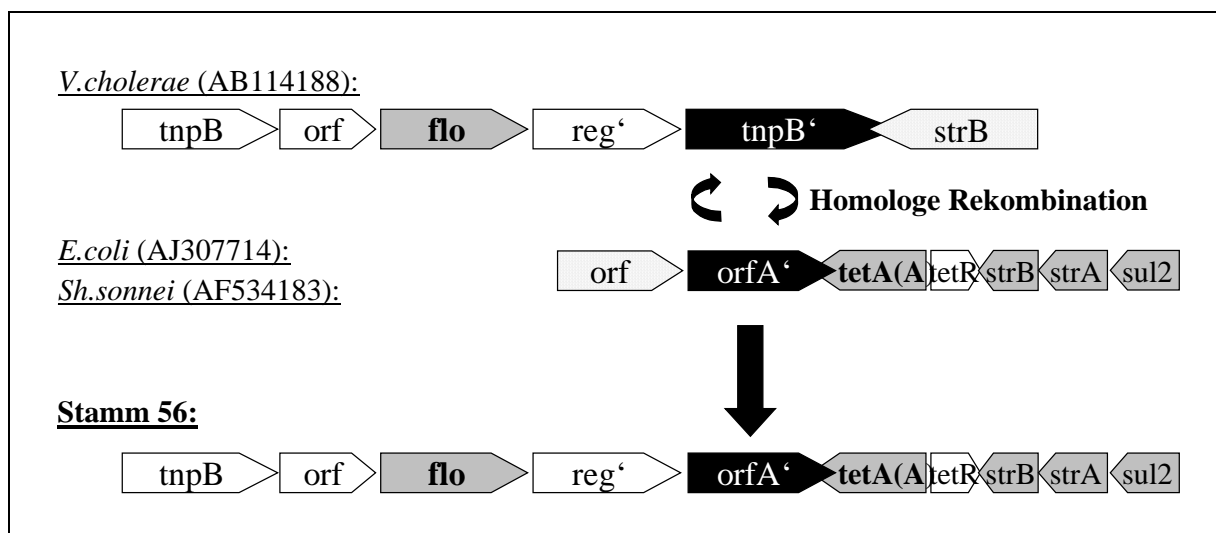 V.cholerae (AB114188):
tnpB orf flo reg‘ tnpB‘ strB
Homologe Rekombination
E.coli (AJ307714):
Sh.sonnei (AF534183):
orf orfA‘ tetA(A) tetR strB strA sul2
Stamm 56:
tnpB orf flo reg‘ orfA‘ tetA(A) tetR strB strA sul2